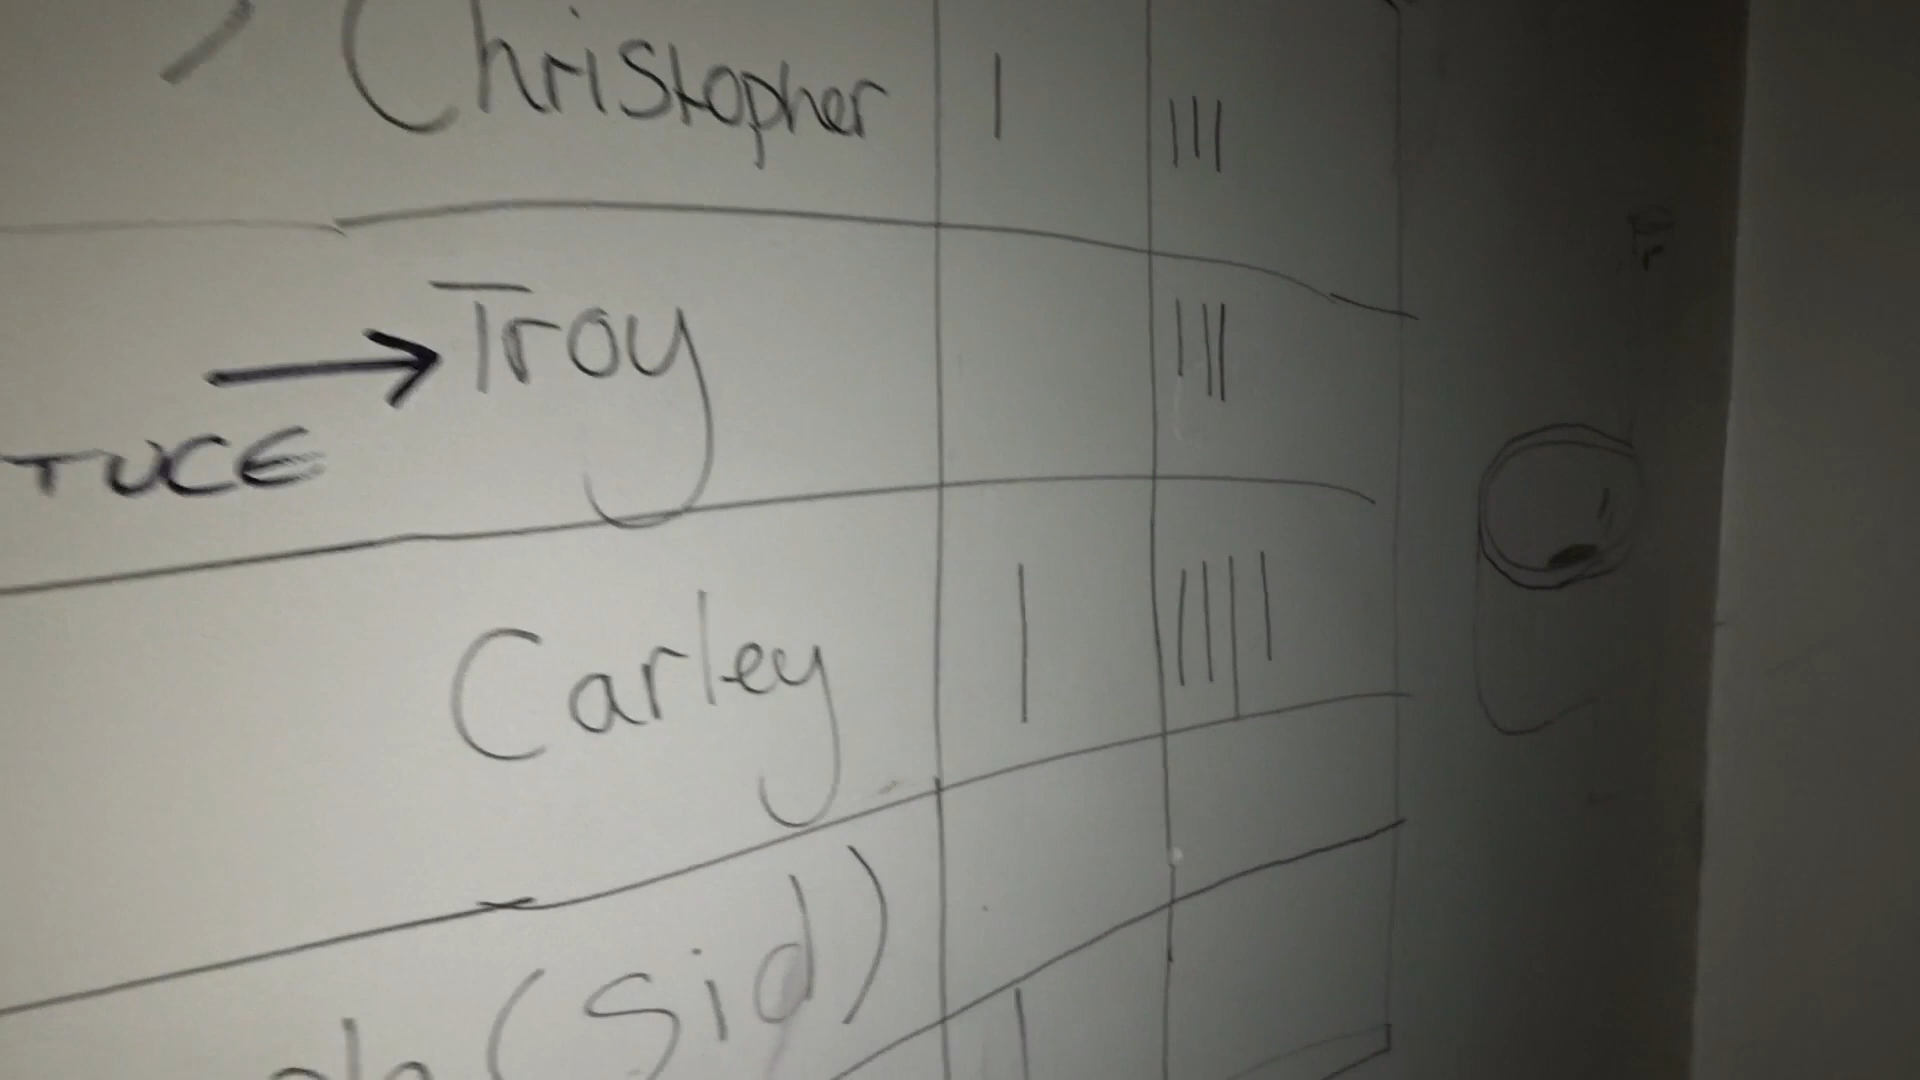 Christopher | |||
Troy |||
TUCE
Carley | ||||
(Sid) |